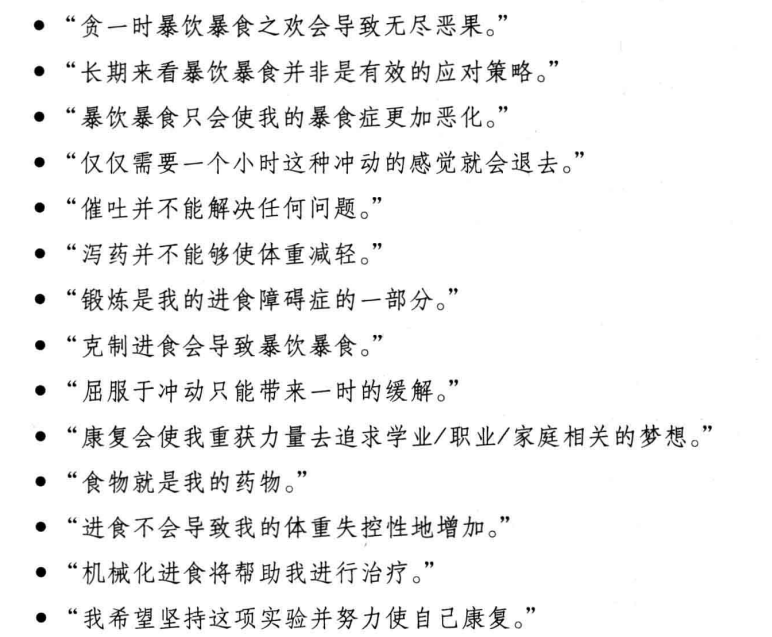 • “贪一时暴饮暴食之欢会导致无尽恶果。”
• “长期来看暴饮暴食并非是有效的应对策略。”
• “暴饮暴食只会使我的暴食症更加恶化。”
• “仅仅需要一个小时这种冲动的感觉就会退去。”
• “催吐并不能解决任何问题。”
• “泻药并不能够使体重减轻。”
• “锻炼是我的进食障碍症的一部分。”
• “克制进食会导致暴饮暴食。”
• “屈服于冲动只能带来一时的缓解。”
• “康复会使我重获力量去追求学业/职业/家庭相关的梦想。”
• “食物就是我的药物。”
• “进食不会导致我的体重失控性地增加。”
• “机械化进食将帮助我进行治疗。”
• “我希望坚持这项实验并努力使自己康复。”